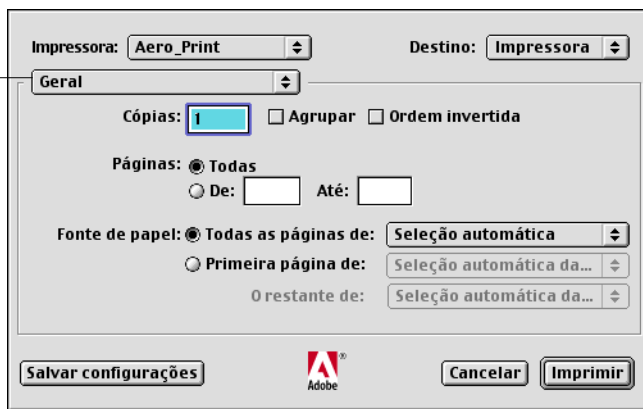 Impressora: Aero_Print Destino: Impressora
Geral
Cópias: 1 Agrupar Ordem invertida
Páginas: Todas
De: Até:
Fonte de papel: Todas as páginas de: Seleção automática
Primeira página de: Seleção automática da...
O restante de: Seleção automática da...
Salvar configurações Adobe® Cancelar Imprimir